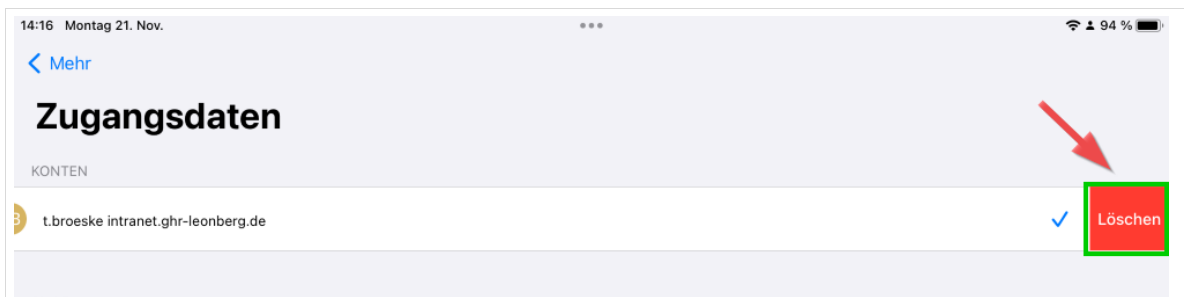 14:16 Montag 21. Nov.
94 %
Mehr
Zugangsdaten
KONTEN
t.broeske intranet.ghr-leonberg.de
Löschen